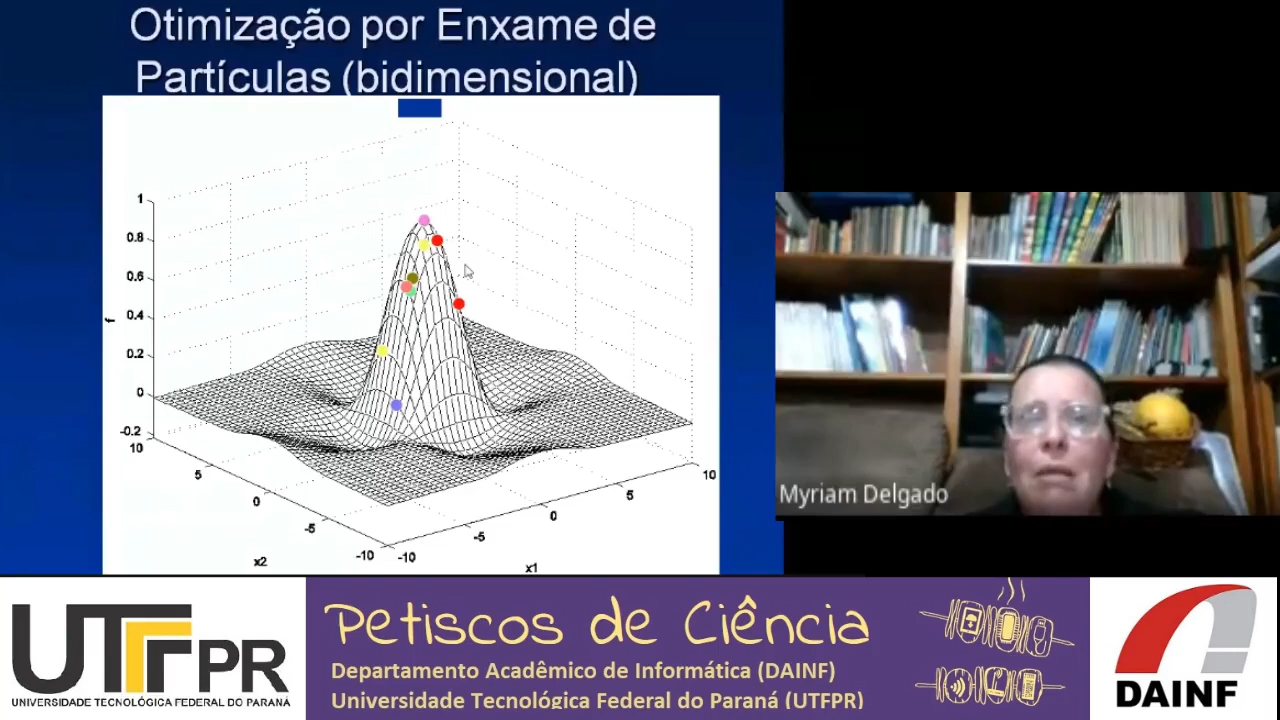 Otimização por Enxame de
Partículas (bidimensional)
1
0.8
0.6
0.4
0.2
0
-0.2
f
10
5
0
-5
-10
x2
-10
-5
0
5
10
x1
Myriam Delgado
UTFPR
UNIVERSIDADE TECNOLÓGICA FEDERAL DO PARANÁ
Petiscos de Ciência
Departamento Acadêmico de Informática (DAINF)
Universidade Tecnológica Federal do Paraná (UTFPR)
DAINF